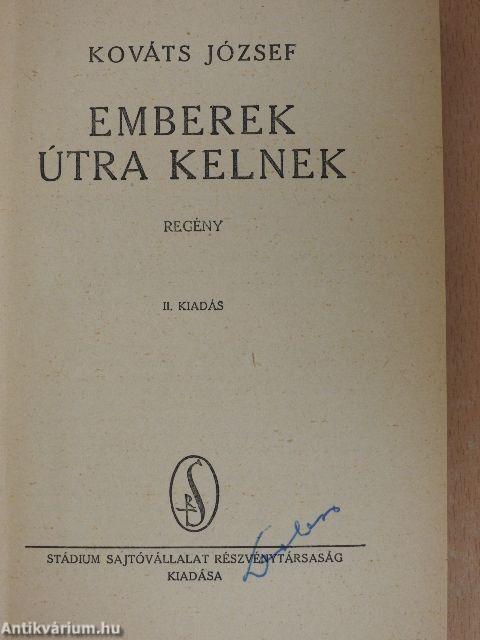 KOVÁTS JÓZSEF
EMBEREK
ÚTRA KELNEK
REGÉNY
II. KIADÁS
STÁDIUM SAJTÓVÁLLALAT RÉSZVÉNYTÁRSASÁG
KIADÁSA
Antikvárium.hu